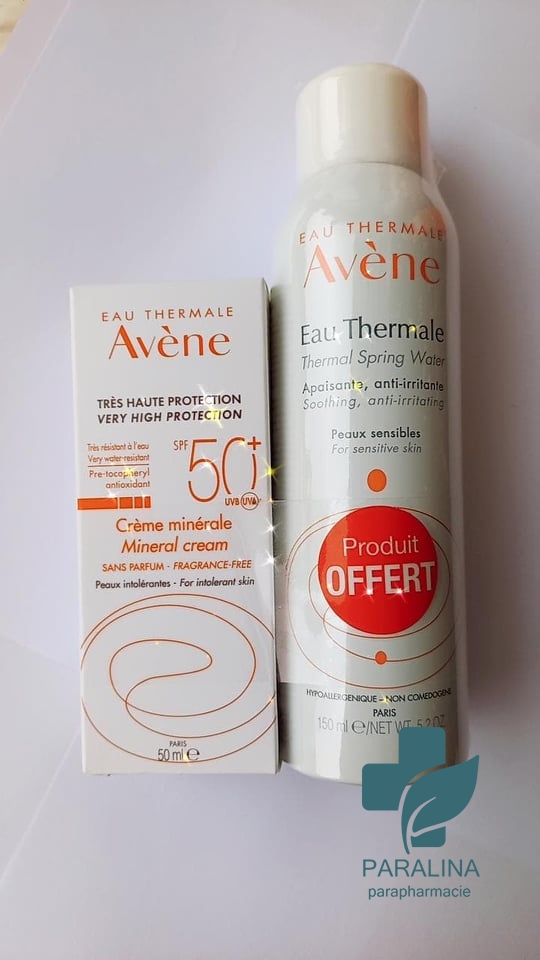 EAU THERMALE
Avène
TRÈS HAUTE PROTECTION
VERY HIGH PROTECTION
Très résistant à l'eau
Very water-resistant
Pre-tocopheryl
antioxidant
SPF 50+
UVB UVA
Crème minérale
Mineral cream
SANS PARFUM - FRAGRANCE-FREE
Peaux intolérantes - For intolerant skin
PARIS
50 ml e
EAU THERMALE
Avène
Eau Thermale
Thermal Spring Water
Apaisante, anti-irritante
Soothing, anti-irritating
Peaux sensibles
For sensitive skin
Produit
OFFERT
HYPOALLERGENIQUE - NON COMEDOGENE
PARIS
150 ml e/NET WT. 5.2 OZ.
PARALINA
parapharmacie